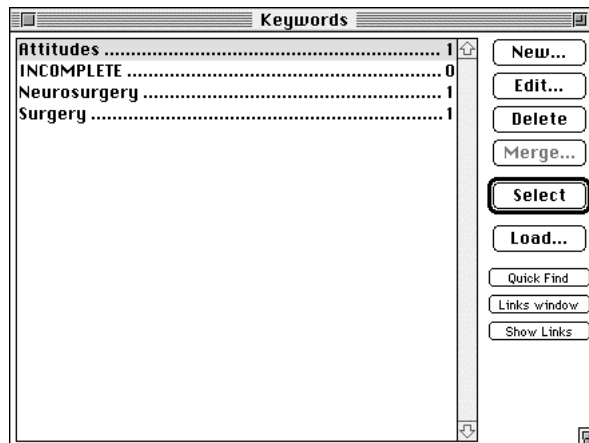 Keywords
Attitudes ........................................................... 1
INCOMPLETE ........................................................ 0
Neurosurgery ..................................................... 1
Surgery .............................................................. 1
New...
Edit...
Delete
Merge...
Select
Load...
Quick Find
Links window
Show Links